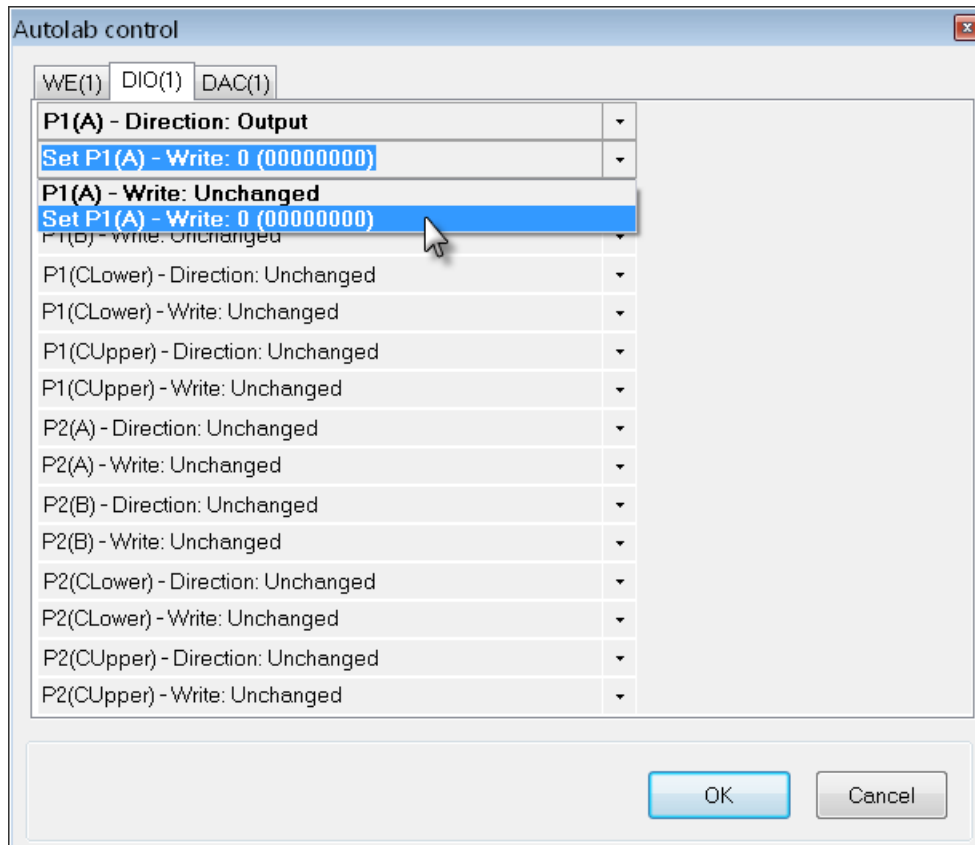 Autolab control
WE(1) DIO(1) DAC(1)
P1(A) - Direction: Output
Set P1(A) - Write: 0 (00000000)
P1(A) - Write: Unchanged
Set P1(A) - Write: 0 (00000000)
P1(B) - Write: Unchanged
P1(CLower) - Direction: Unchanged
P1(CLower) - Write: Unchanged
P1(CUpper) - Direction: Unchanged
P1(CUpper) - Write: Unchanged
P2(A) - Direction: Unchanged
P2(A) - Write: Unchanged
P2(B) - Direction: Unchanged
P2(B) - Write: Unchanged
P2(CLower) - Direction: Unchanged
P2(CLower) - Write: Unchanged
P2(CUpper) - Direction: Unchanged
P2(CUpper) - Write: Unchanged
OK Cancel